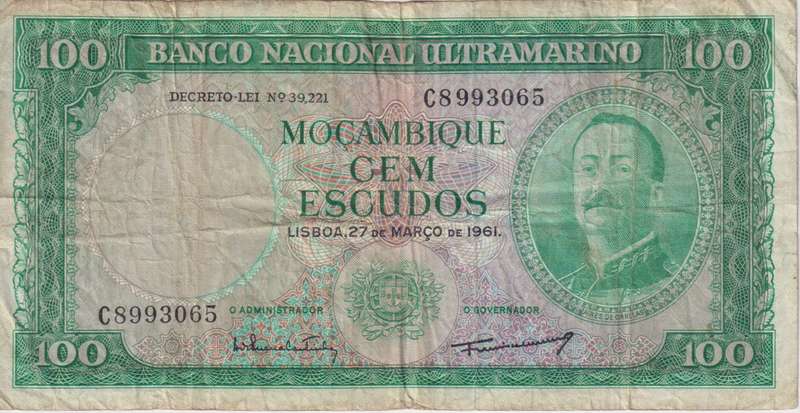 100 BANCO NACIONAL ULTRAMARINO 100
DECRETO-LEI Nº 39,221 C8993065
MOÇAMBIQUE
CEM
ESCUDOS
LISBOA, 27 DE MARÇO DE 1961.
C8993065 O ADMINISTRADOR O GOVERNADOR
100 100